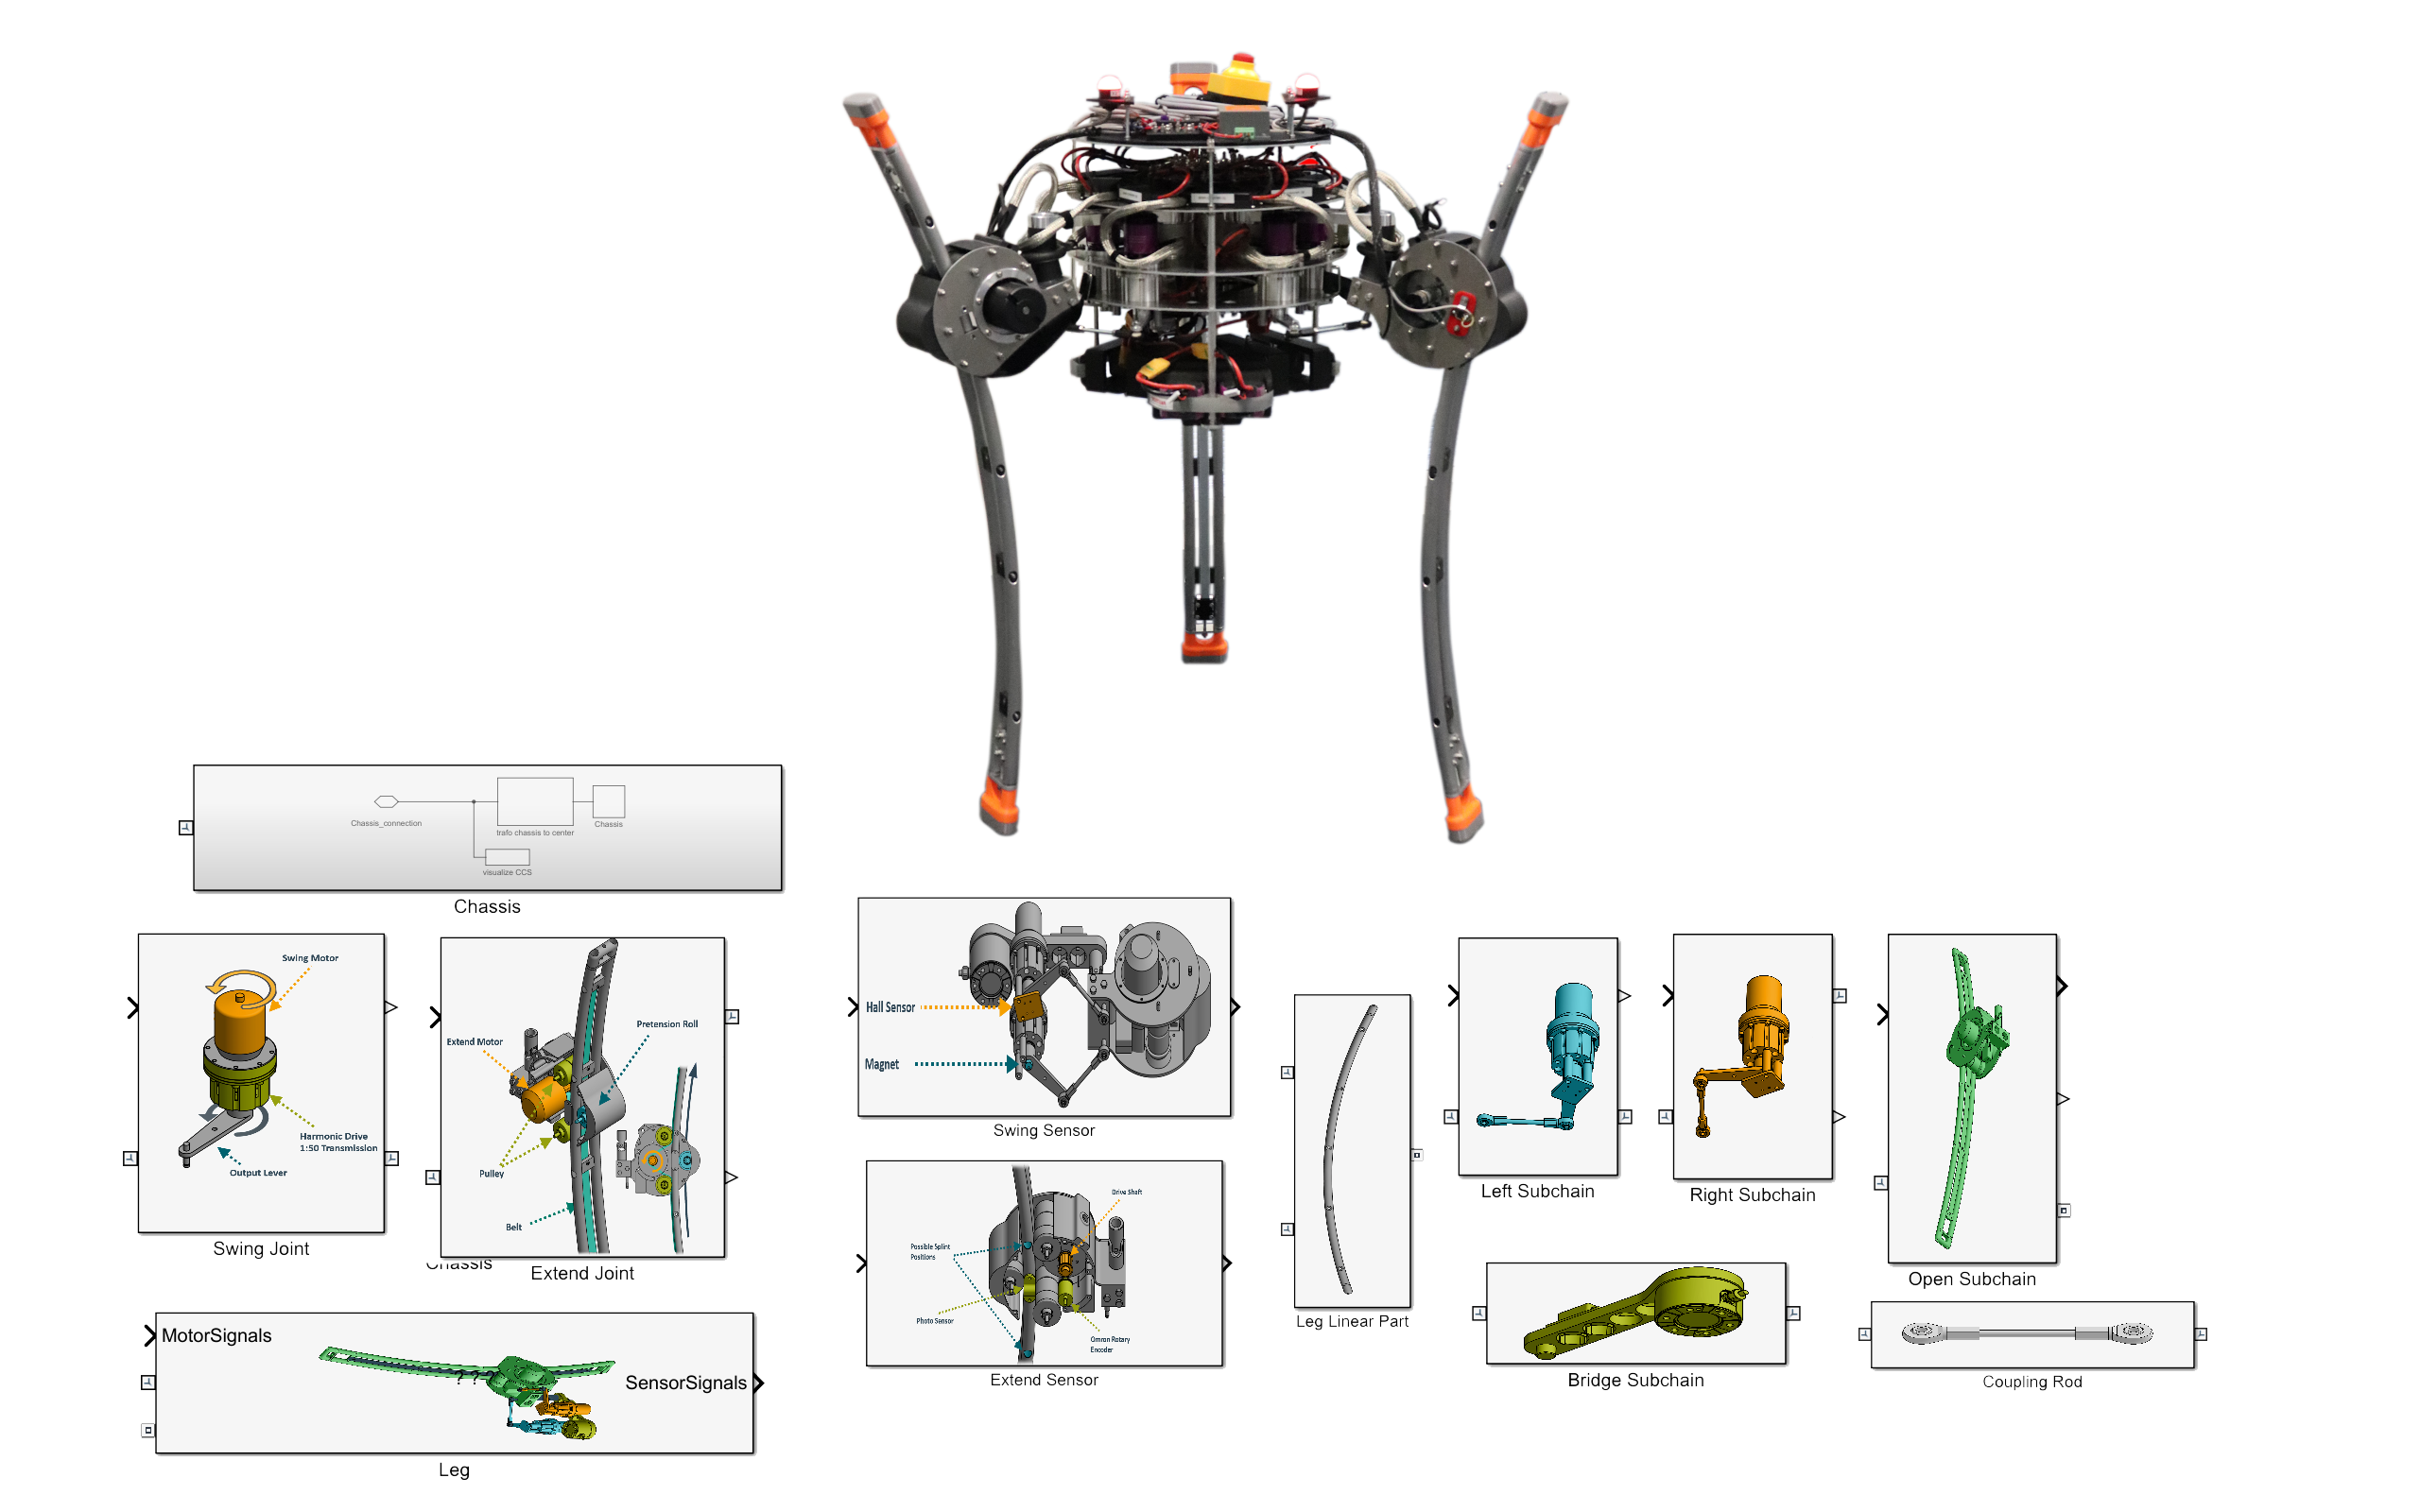 Chassis_connection
trafo chassis to center
Chassis
visualize CCS
Chassis
Swing Motor
Harmonic Drive
1:50 Transmission
Output Lever
Swing Joint
Extend Motor
Pretension Roll
Pulley
Belt
Chassis
Extend Joint
MotorSignals
? ?
SensorSignals
Leg
Hall Sensor
Magnet
Swing Sensor
Drive Shaft
Possible Splint
Positions
Photo Sensor
Omron Rotary
Encoder
Extend Sensor
Leg Linear Part
Left Subchain
Right Subchain
Open Subchain
Bridge Subchain
Coupling Rod